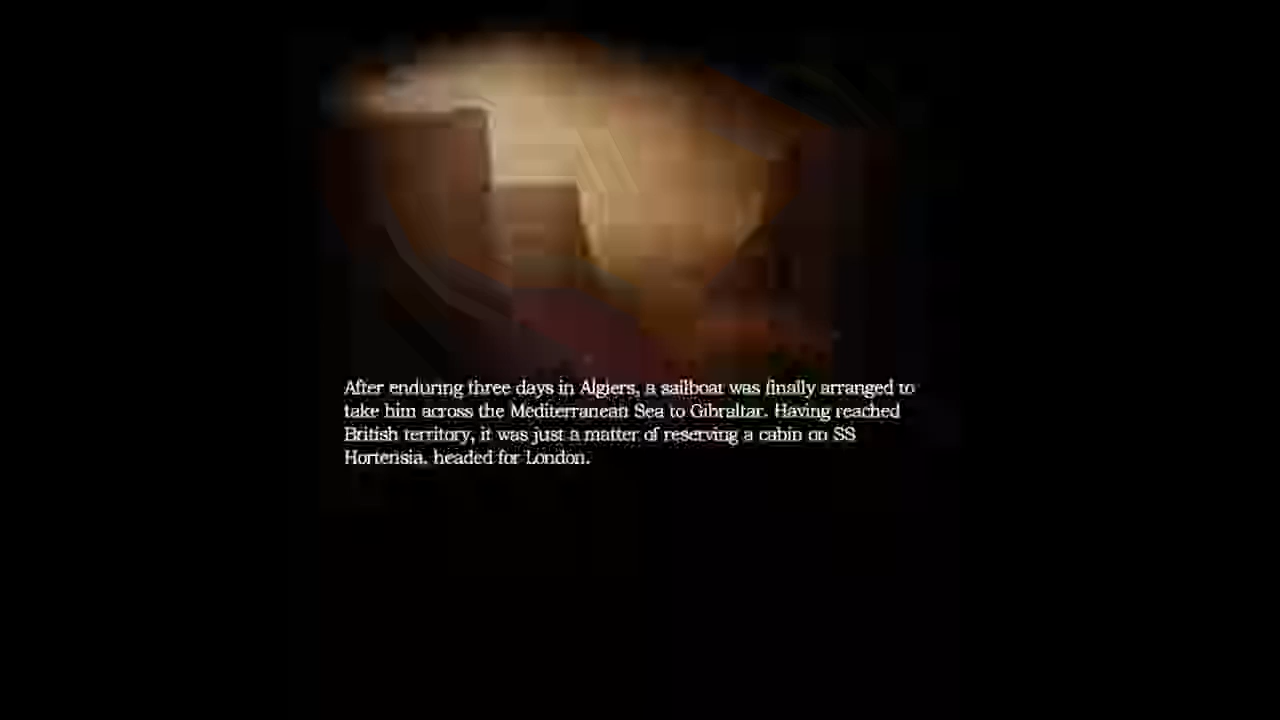 After enduring three days in Algiers, a sailboat was finally arranged to
take him across the Mediterranean Sea to Gibraltar. Having reached
British territory, it was just a matter of reserving a cabin on SS
Hortensia, headed for London.